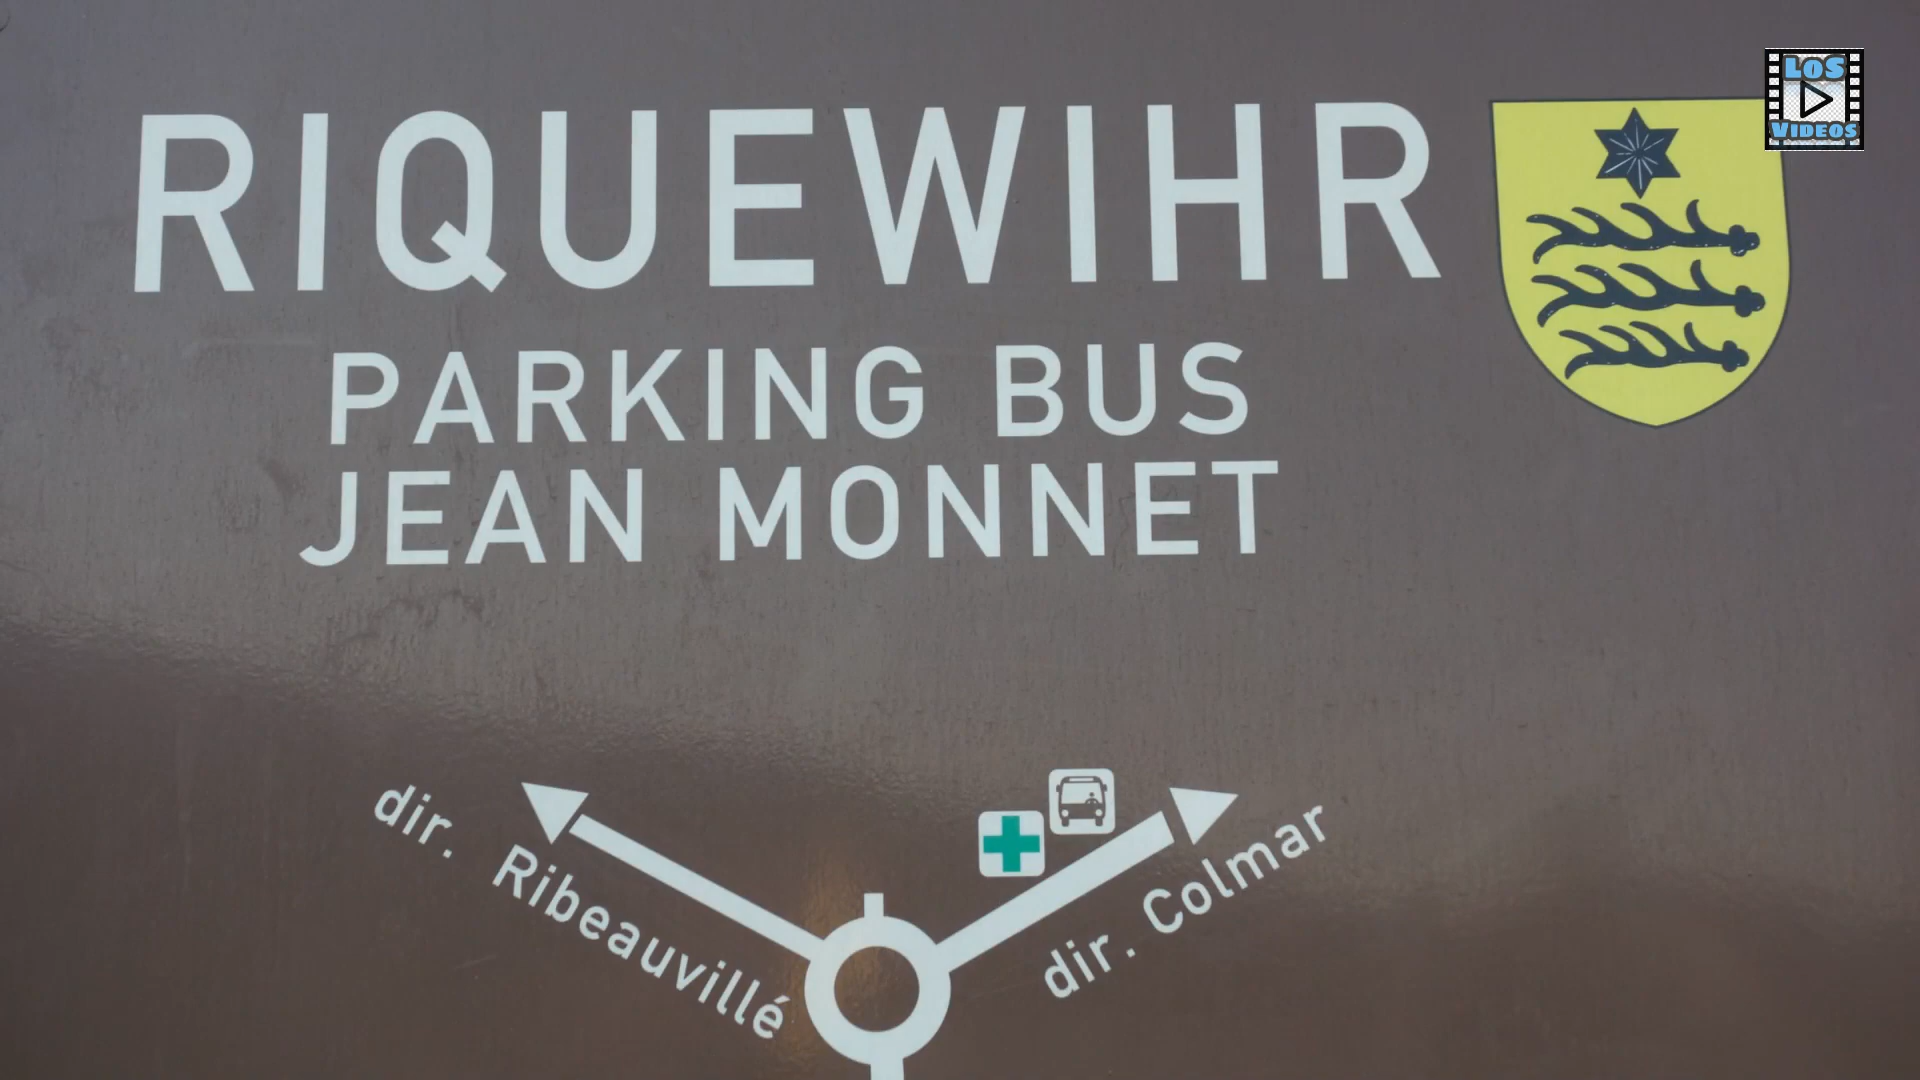 RIQUEWIHR
LOS
VIDEOS
PARKING BUS
JEAN MONNET
dir. Ribeauvillé
dir. Colmar